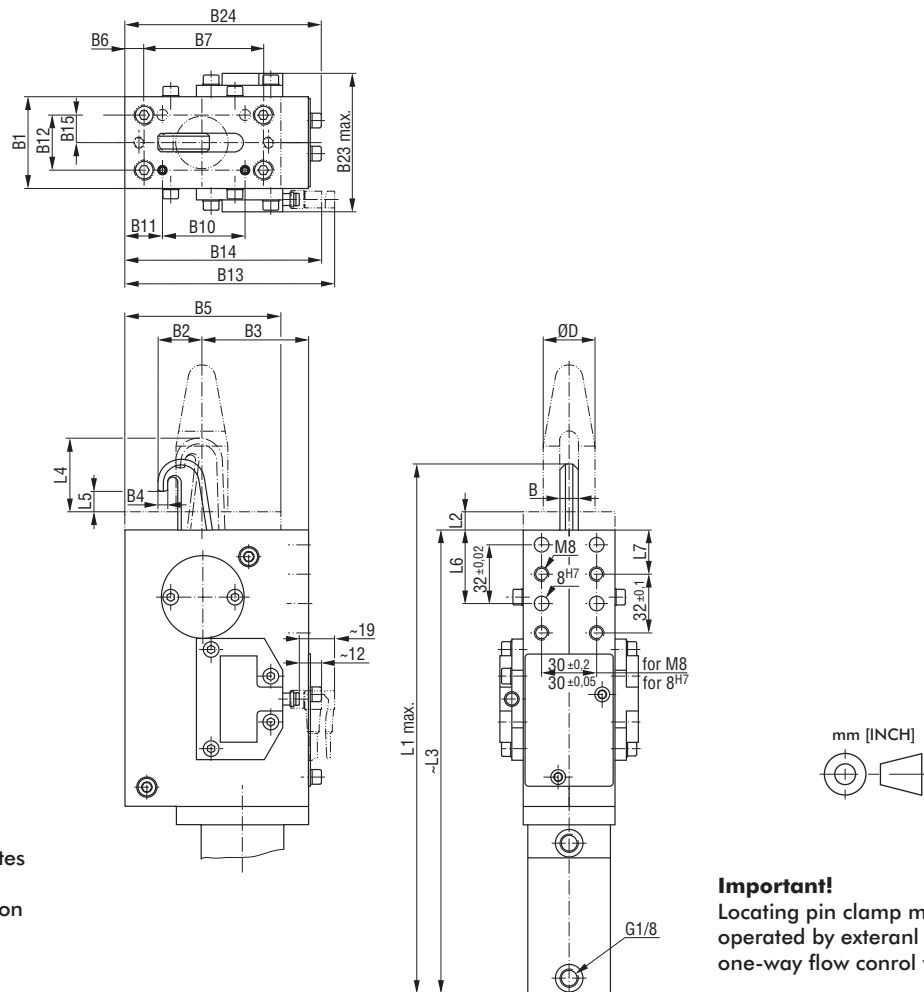 B24
B6
B7
B1
B12
B15
B23 max.
B11
B10
B14
B13
B5
B2
B3
L4
L5
B4
~19
~12
ØD
B
L2
L6
32 ±0,02
M8
8H7
L7
32 ±0,1
30 ±0,2 for M8
30 ±0,05 for 8H7
L1 max.
~L3
G1/8
mm [INCH]
tes
on
Important!
Locating pin clamp m
operated by exteranl
one-way flow conrol